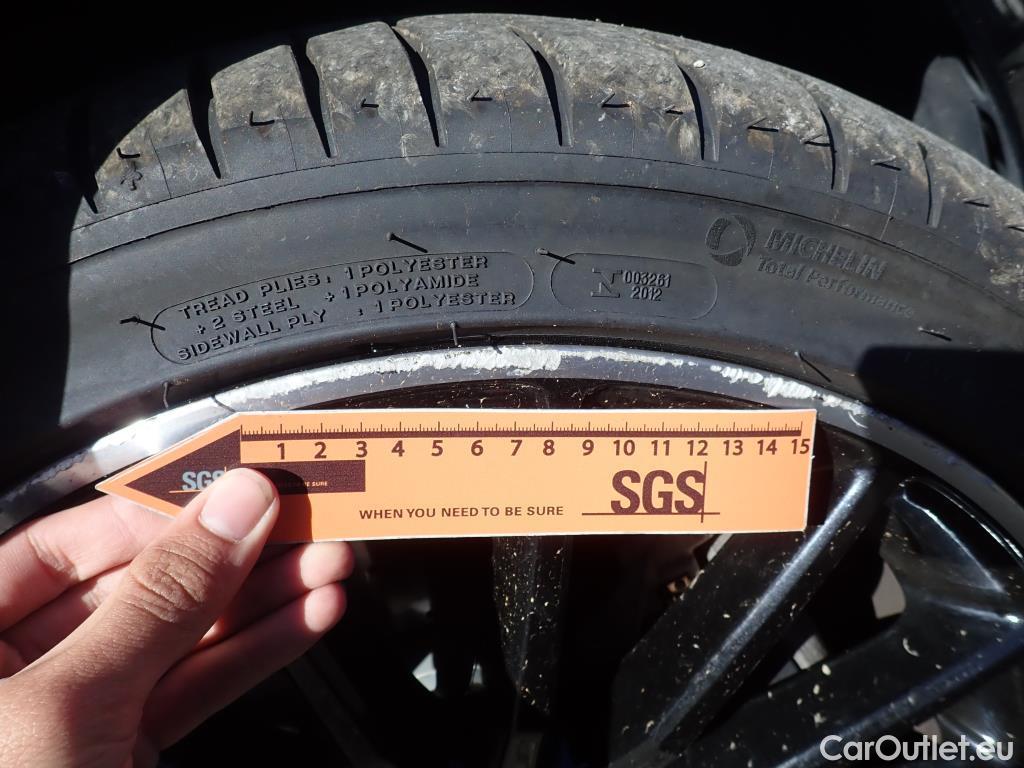 MICHELIN
Total Performance
TREAD PLIES: 1 POLYESTER
+ 2 STEEL + 1 POLYAMIDE
SIDEWALL PLY : 1 POLYESTER
003261
2012
1 2 3 4 5 6 7 8 9 10 11 12 13 14 15
SGS
SGS
WHEN YOU NEED TO BE SURE
CarOutlet.eu